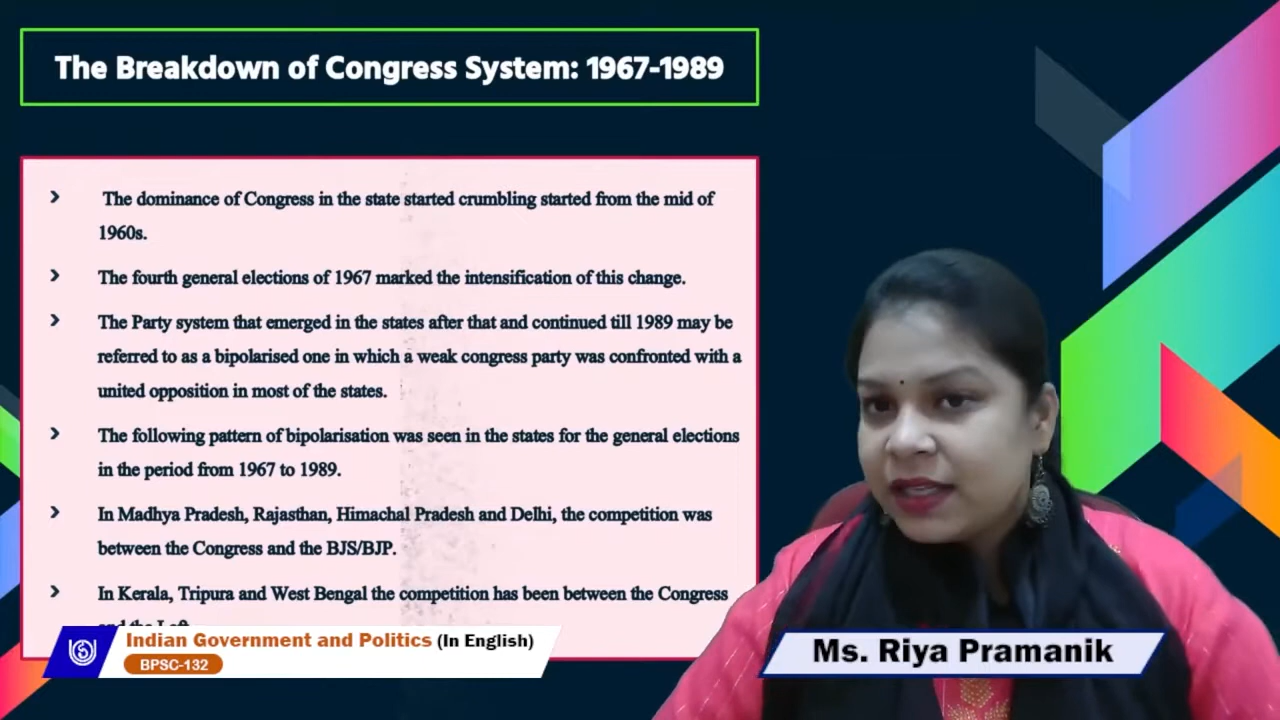 The Breakdown of Congress System: 1967-1989
The dominance of Congress in the state started crumbling started from the mid of
1960s.
The fourth general elections of 1967 marked the intensification of this change.
The Party system that emerged in the states after that and continued till 1989 may be
referred to as a bipolarised one in which a weak congress party was confronted with a
united opposition in most of the states.
The following pattern of bipolarisation was seen in the states for the general elections
in the period from 1967 to 1989.
In Madhya Pradesh, Rajasthan, Himachal Pradesh and Delhi, the competition was
between the Congress and the BJS/BJP.
In Kerala, Tripura and West Bengal the competition has been between the Congress
and the Left
Indian Government and Politics (In English)
BPSC-132
Ms. Riya Pramanik